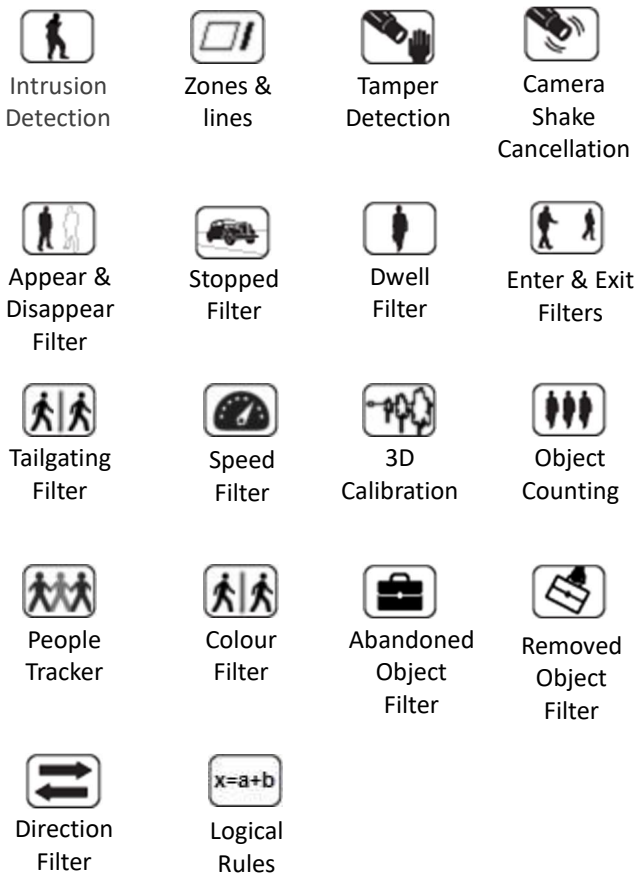 Intrusion
Detection
Zones &
lines
Tamper
Detection
Camera
Shake
Cancellation
Appear &
Disappear
Filter
Stopped
Filter
Dwell
Filter
Enter & Exit
Filters
Tailgating
Filter
Speed
Filter
3D
Calibration
Object
Counting
People
Tracker
Colour
Filter
Abandoned
Object
Filter
Removed
Object
Filter
Direction
Filter
x=a+b
Logical
Rules